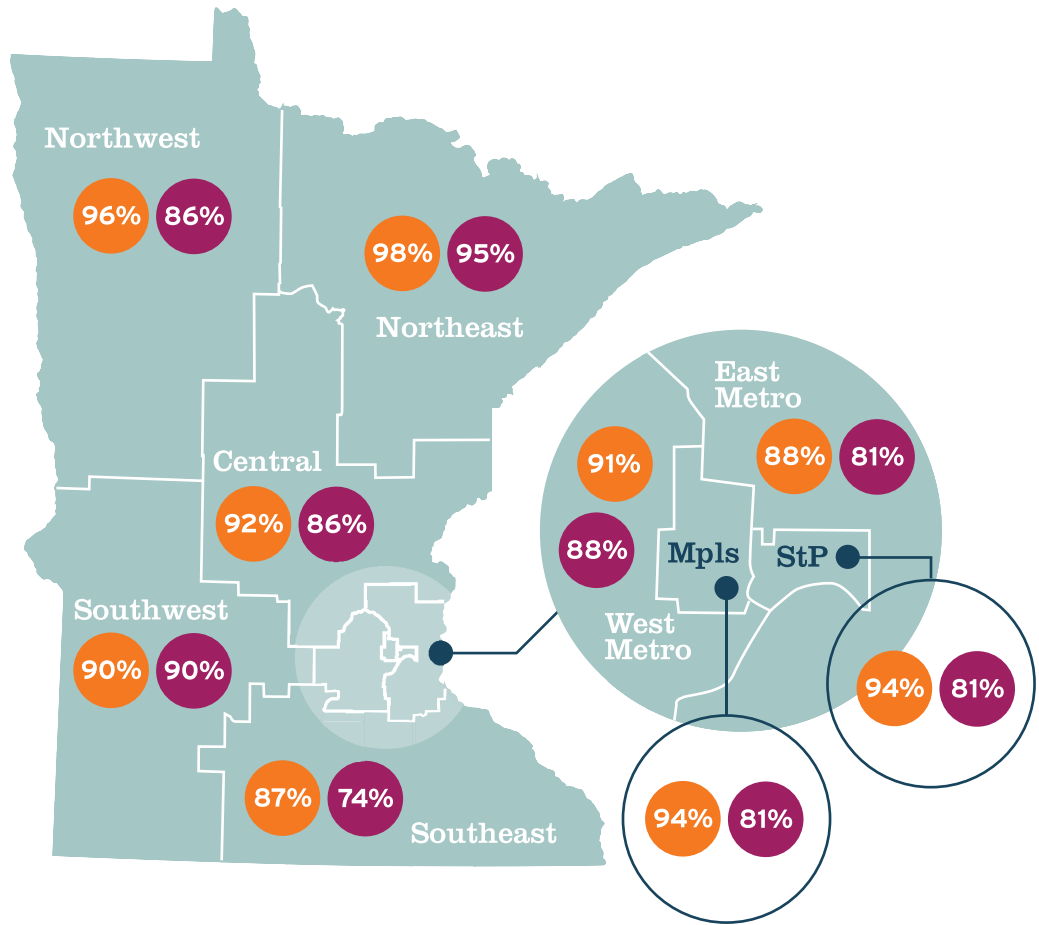 Northwest
96% 86%
98% 95%
Northeast
Central
92% 86%
Southwest
90% 90%
87% 74%
Southeast
East
Metro
88% 81%
91%
88%
Mpls
StP
West
Metro
94% 81%
94% 81%